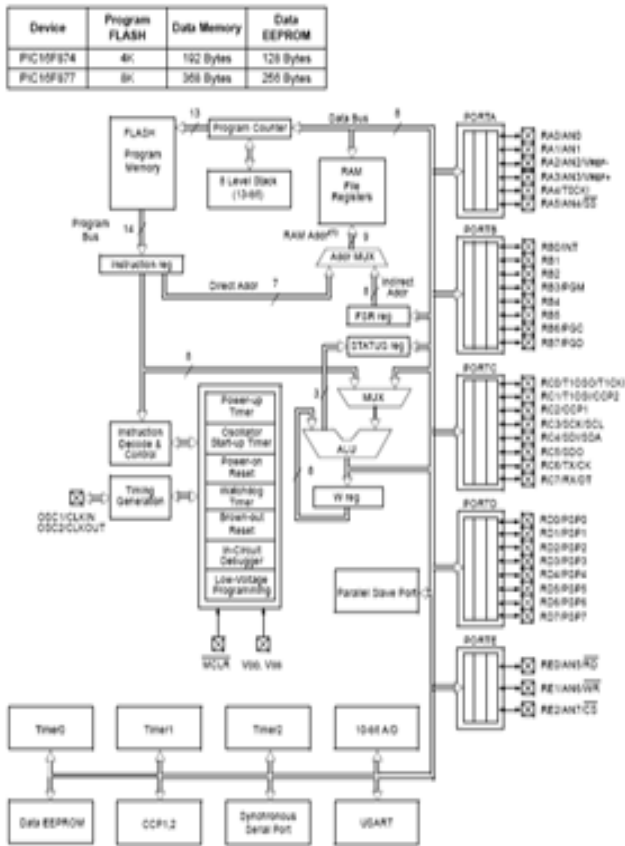 Device Program FLASH Data Memory Data EEPROM
PIC16F874 4K 192 Bytes 128 Bytes
PIC16F877 8K 368 Bytes 256 Bytes
13
Data Bus
8
PORTA
FLASH
Program
Memory
Program Counter
8 Level Stack
(13-bit)
RAM
File
Registers
RA0/AN0
RA1/AN1
RA2/AN2/VREF-
RA3/AN3/VREF+
RA4/T0CKI
RA5/AN4/SS
Program
Bus
14
RAM Addr(1)
9
PORTB
Instruction reg
Addr MUX
Direct Addr
7
8
Indirect
Addr
FSR reg
STATUS reg
RB0/INT
RB1
RB2
RB3/PGM
RB4
RB5
RB6/PGC
RB7/PGD
8
3
MUX
ALU
8
W reg
PORTC
RC0/T1OSO/T1CKI
RC1/T1OSI/CCP2
RC2/CCP1
RC3/SCK/SCL
RC4/SDI/SDA
RC5/SDO
RC6/TX/CK
RC7/RX/DT
Instruction
Decode &
Control
Timing
Generation
OSC1/CLKIN
OSC2/CLKOUT
Power-up
Timer
Oscillator
Start-up Timer
Power-on
Reset
Watchdog
Timer
Brown-out
Reset
In-Circuit
Debugger
Low-Voltage
Programming
MCLR
VDD, VSS
PORTD
RD0/PSP0
RD1/PSP1
RD2/PSP2
RD3/PSP3
RD4/PSP4
RD5/PSP5
RD6/PSP6
RD7/PSP7
Parallel Slave Port
PORTE
RE0/AN5/RD
RE1/AN6/WR
RE2/AN7/CS
Timer0 Timer1 Timer2 10-bit A/D
Data EEPROM CCP1,2 Synchronous Serial Port USART